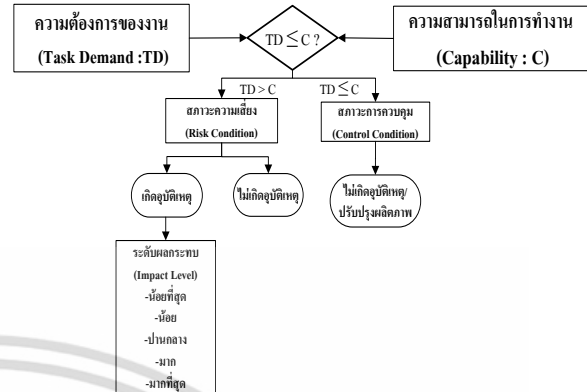 ความต้องการของงาน
(Task Demand :TD)
TD ≤ C ?
ความสามารถในการทำงาน
(Capability : C)
TD > C
TD ≤ C
สภาวะความเสี่ยง
(Risk Condition)
สภาวะการควบคุม
(Control Condition)
เกิดอุบัติเหตุ
ไม่เกิดอุบัติเหตุ
ไม่เกิดอุบัติเหตุ/
ปรับปรุงผลิตภาพ
ระดับผลกระทบ
(Impact Level)
-น้อยที่สุด
-น้อย
-ปานกลาง
-มาก
-มากที่สุด